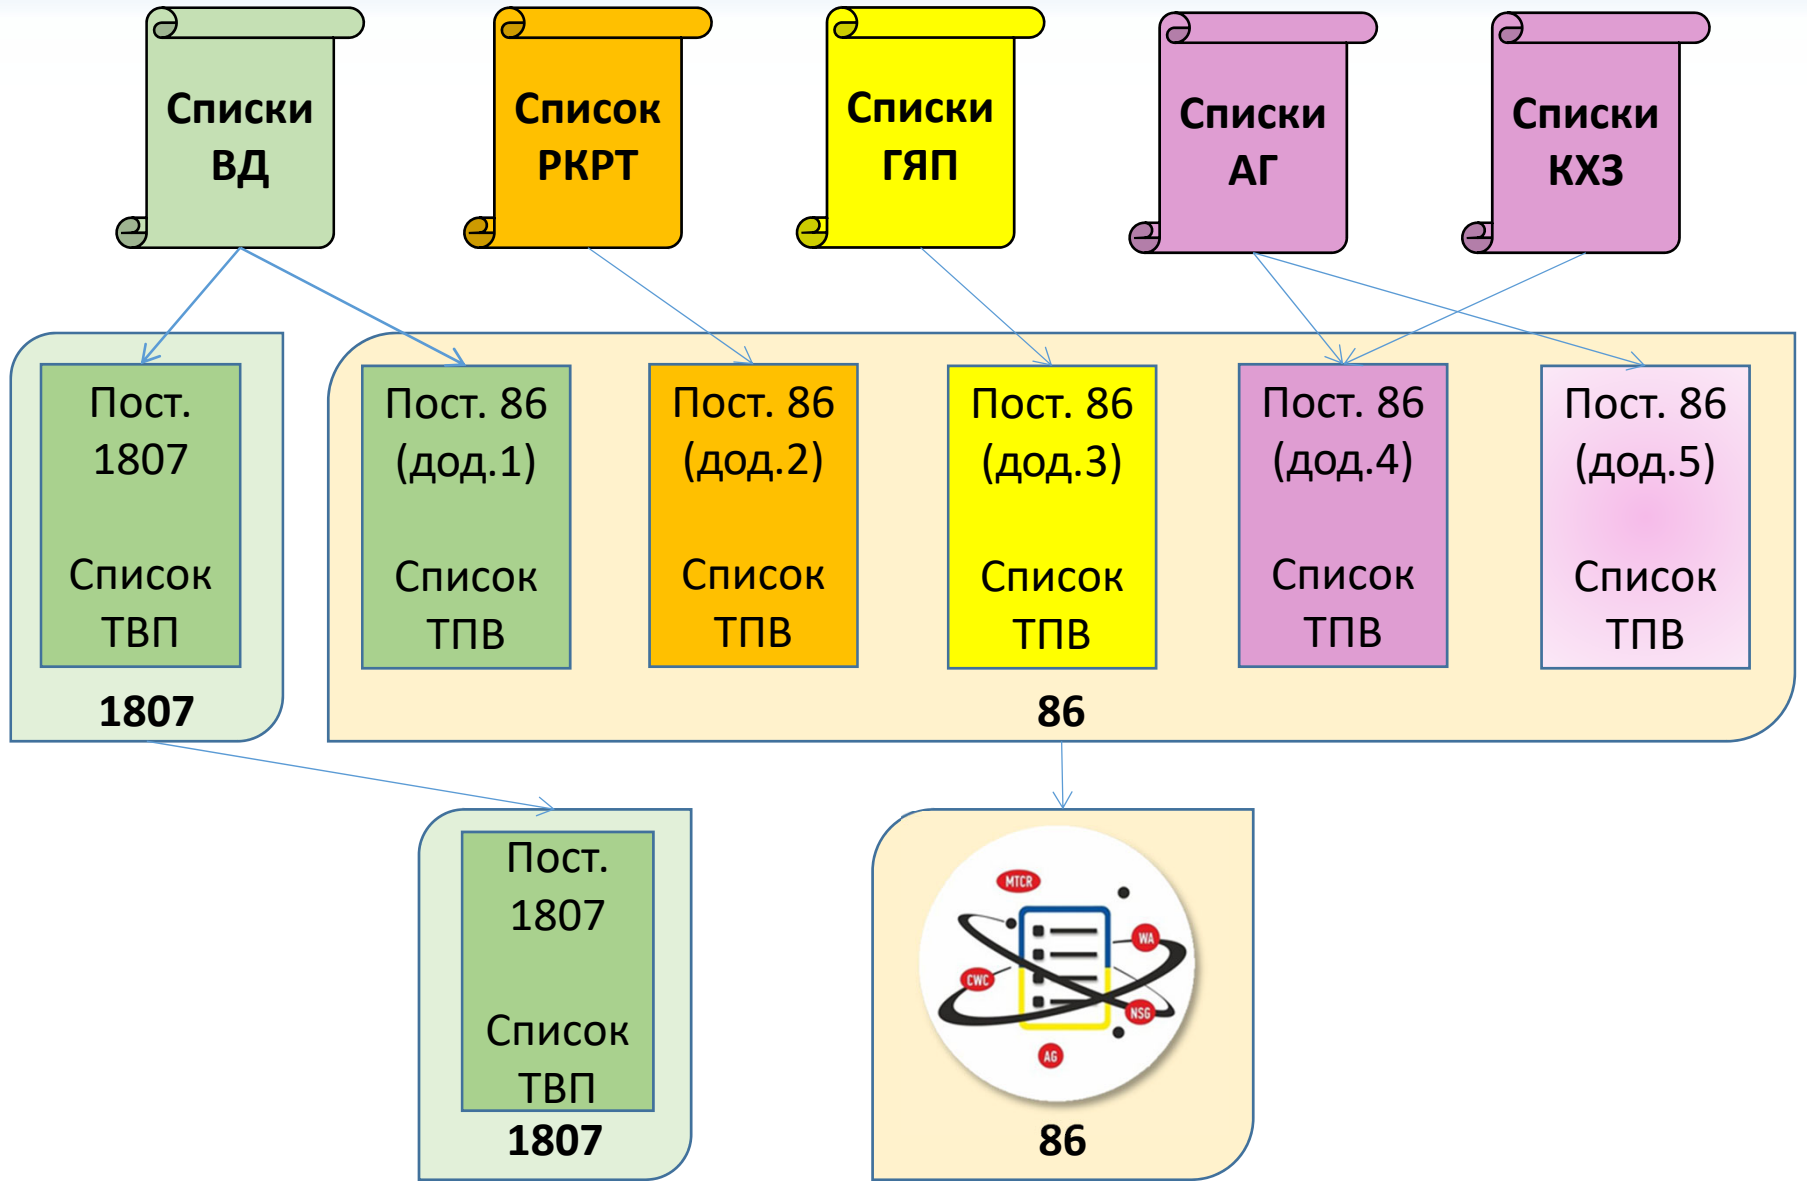 Списки
ВД
Список
РКРТ
Списки
ГЯП
Списки
АГ
Списки
КХЗ
Пост.
1807
Список
ТВП
1807
Пост. 86
(дод.1)
Список
ТПВ
Пост. 86
(дод.2)
Список
ТПВ
Пост. 86
(дод.3)
Список
ТПВ
Пост. 86
(дод.4)
Список
ТПВ
Пост. 86
(дод.5)
Список
ТПВ
86
Пост.
1807
Список
ТВП
1807
MTCR
WA
CWC
NSG
AG
86